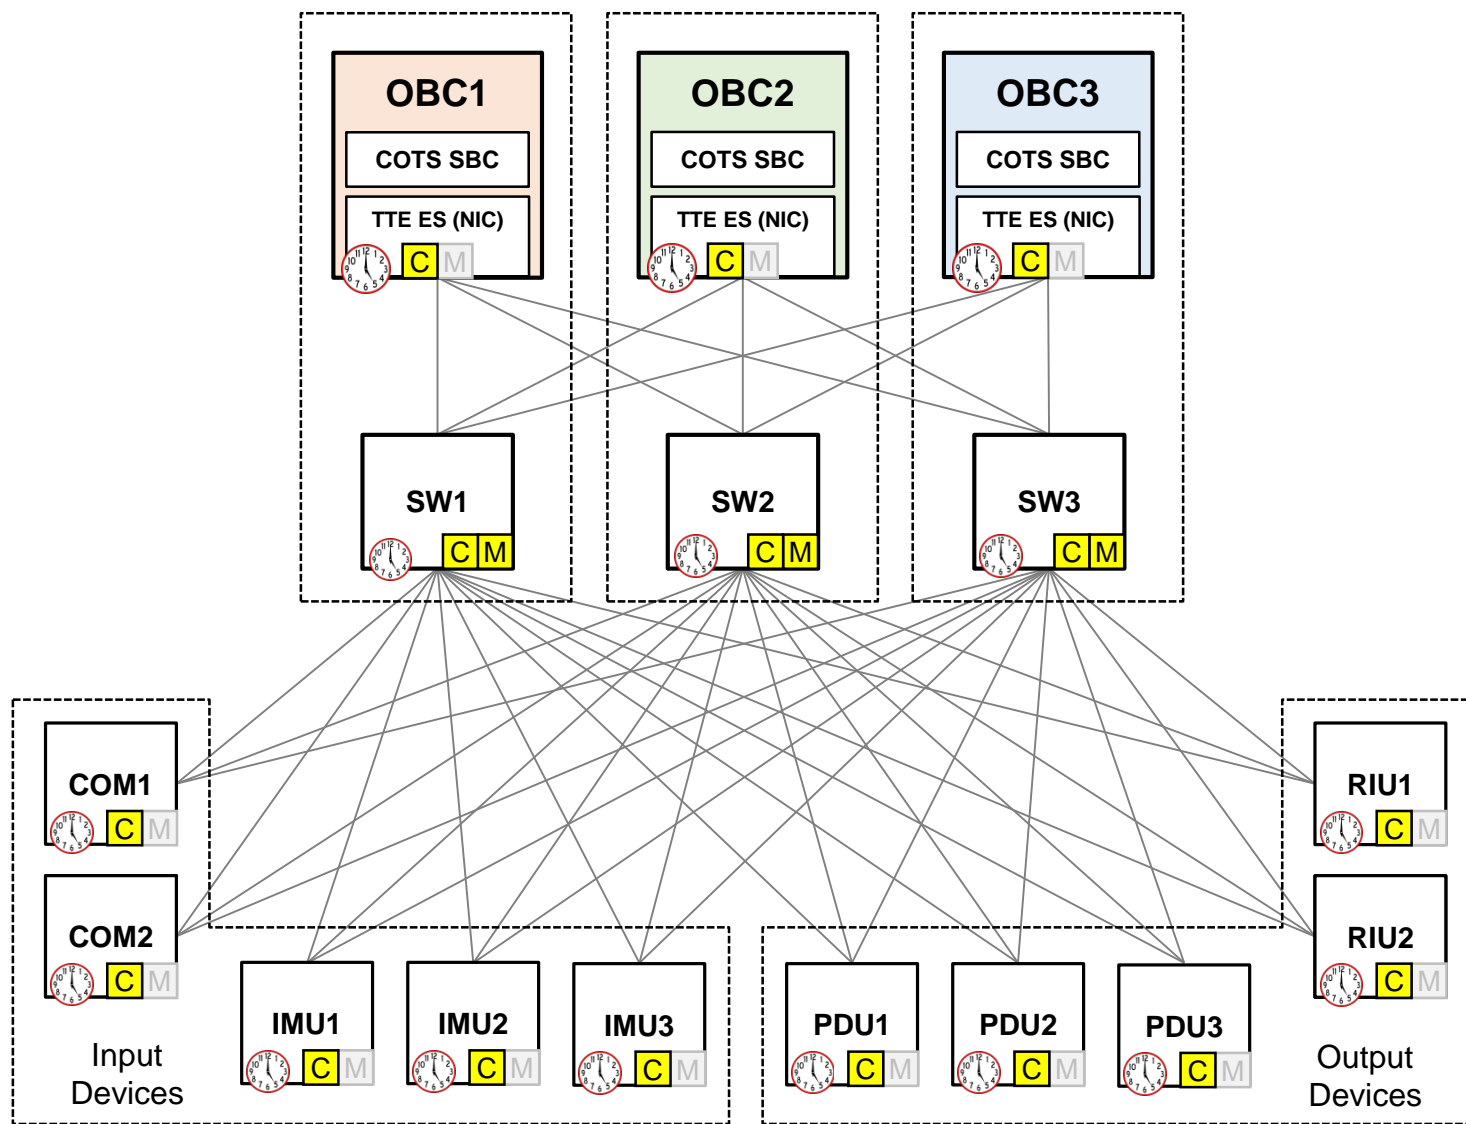 OBC1
COTS SBC
TTE ES (NIC)
C M
OBC2
COTS SBC
TTE ES (NIC)
C M
OBC3
COTS SBC
TTE ES (NIC)
C M
SW1
C M
SW2
C M
SW3
C M
COM1
C M
COM2
C M
IMU1
C M
IMU2
C M
IMU3
C M
Input
Devices
PDU1
C M
PDU2
C M
PDU3
C M
RIU1
C M
RIU2
C M
Output
Devices